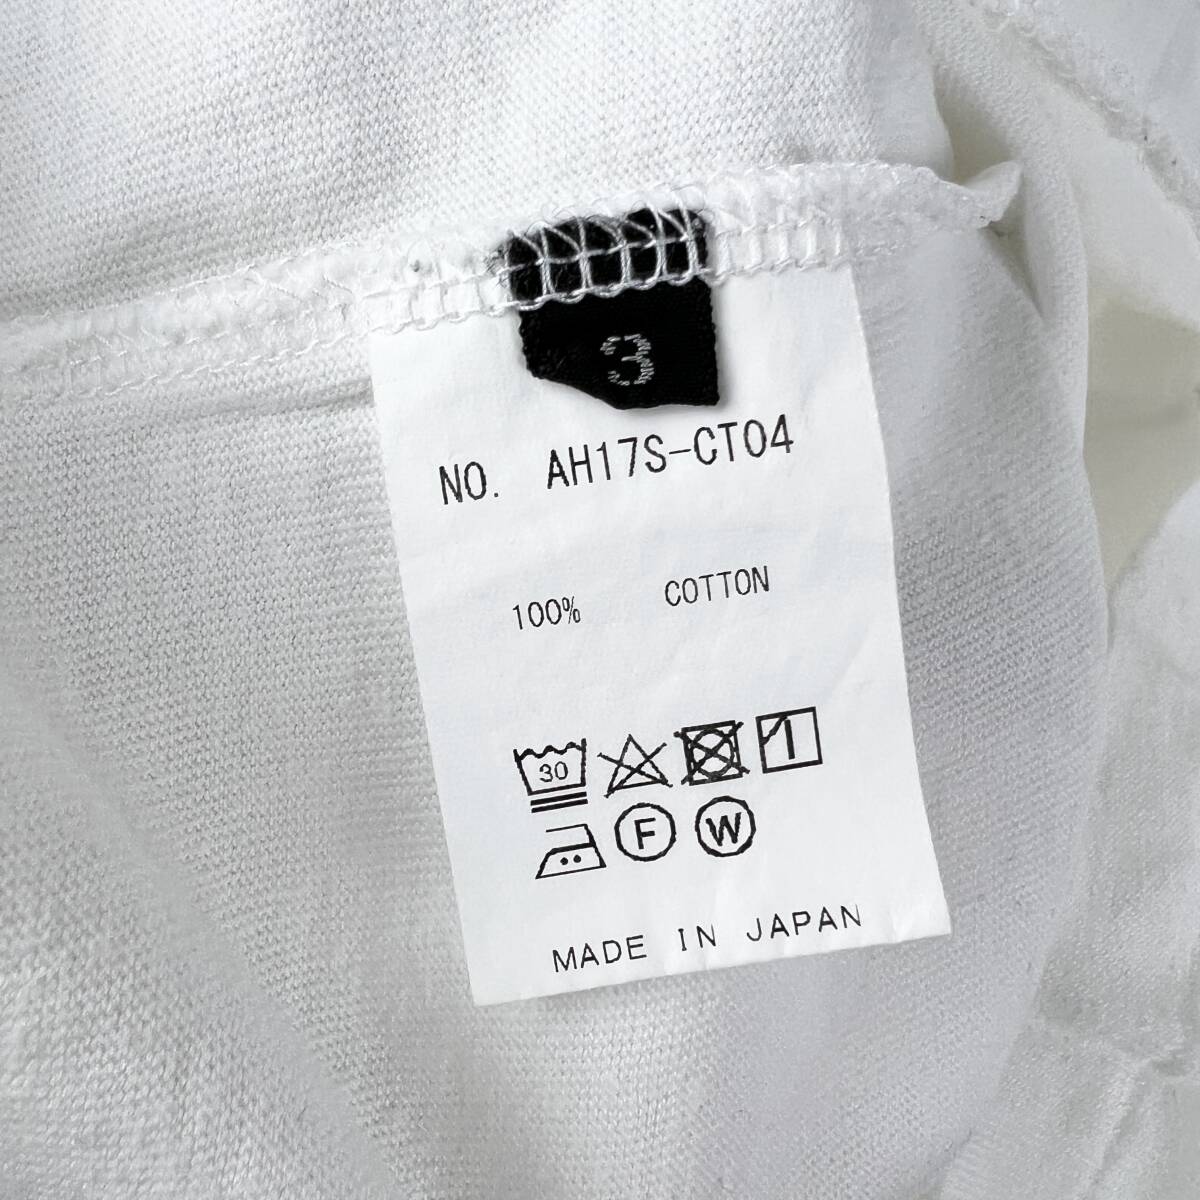 3
NO. AH17S-CT04
100% COTTON
30
F W
MADE IN JAPAN